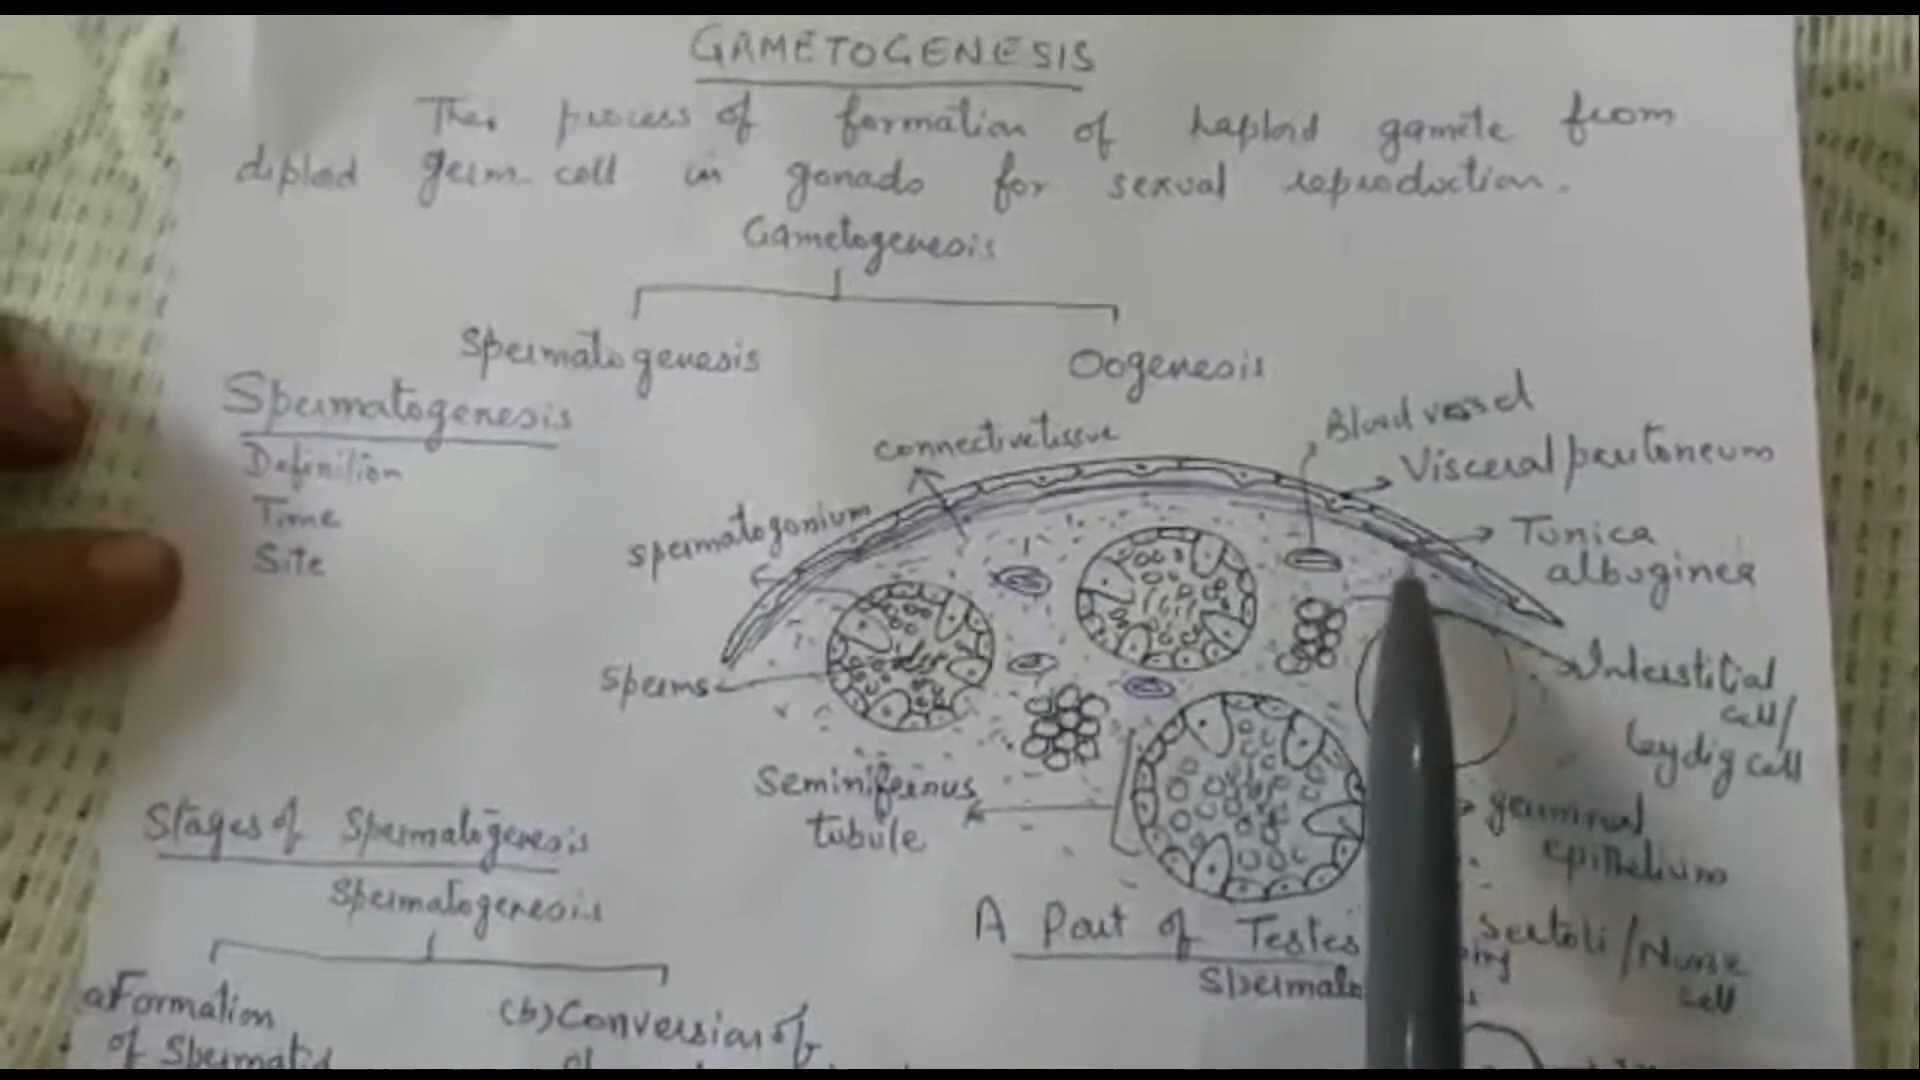 GAMETOGENESIS
The process of formation of haploid gamete from
diploid germ cell in gonads for sexual reproduction.
Gametogenesis
Spermatogenesis
Oogenesis
Spermatogenesis
Definition
Time
Site
connective tissue
Blood vessel
Visceral peritoneum
spermatogonium
Tunica
albuginea
Sperms
Interstitial
cell/
Leydig cell
Seminiferous
tubule
germinal
epithelium
Stages of Spermatogenesis
Spermatogenesis
A Part of Testes
Spermato
Sertoli / Nurse
cell
a Formation
of Spermatid
(b) Conversion of
of